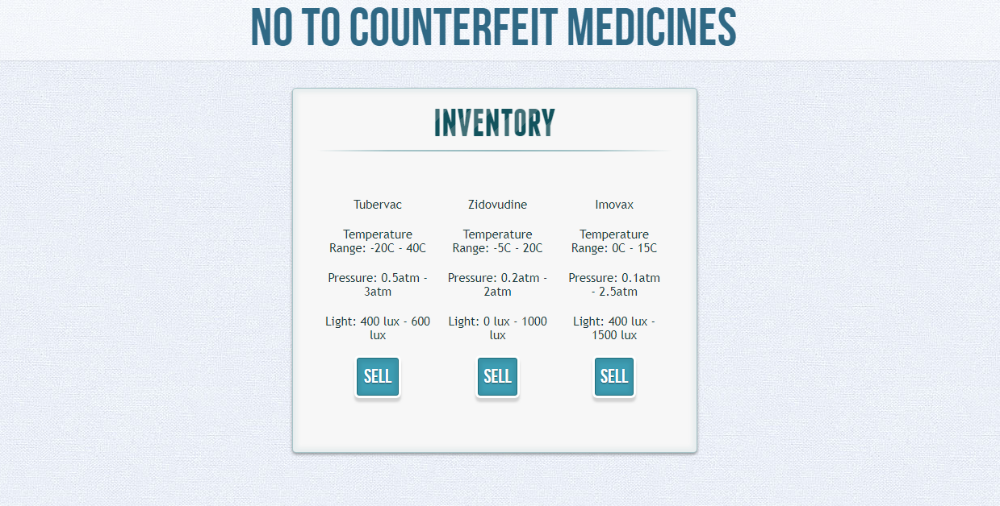 NO TO COUNTERFEIT MEDICINES
INVENTORY
Tubervac
Temperature
Range: -20C - 40C
Pressure: 0.5atm -
3atm
Light: 400 lux - 600
lux
SELL
Zidovudine
Temperature
Range: -5C - 20C
Pressure: 0.2atm -
2atm
Light: 0 lux - 1000
lux
SELL
Imovax
Temperature
Range: 0C - 15C
Pressure: 0.1atm
- 2.5atm
Light: 400 lux -
1500 lux
SELL